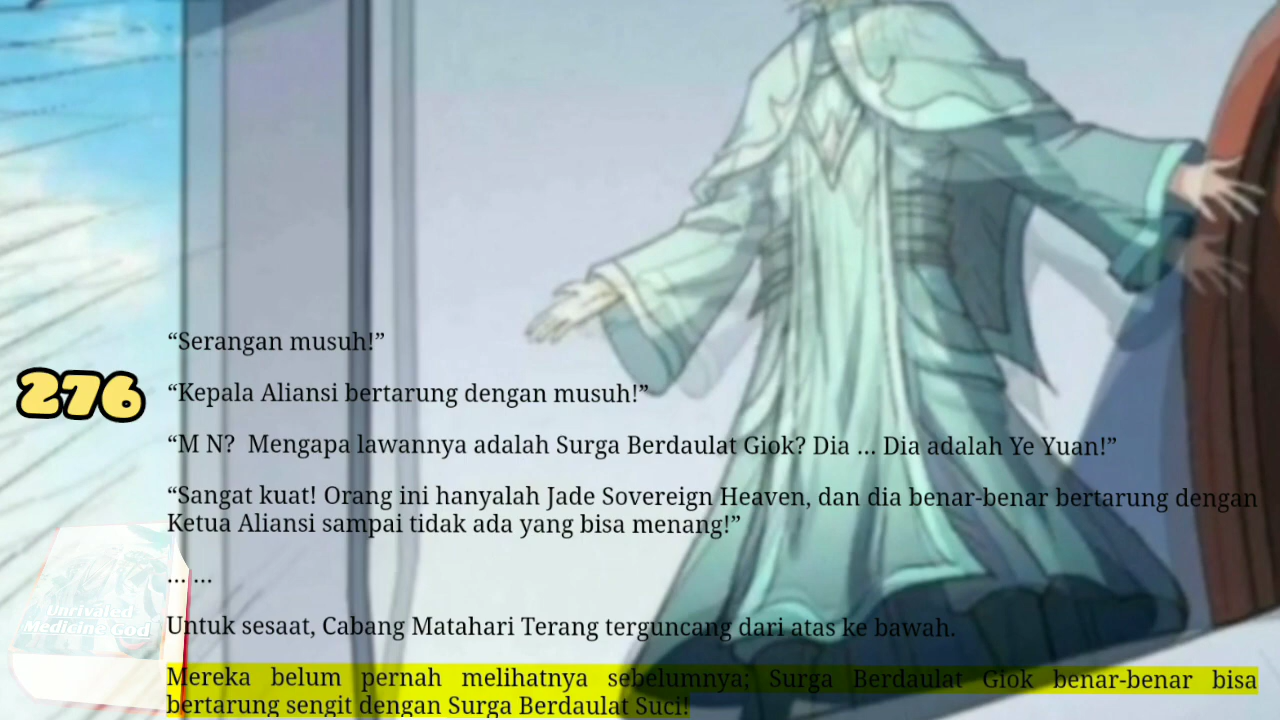 “Serangan musuh!”
276
“Kepala Aliansi bertarung dengan musuh!”
“M N?  Mengapa lawannya adalah Surga Berdaulat Giok? Dia ... Dia adalah Ye Yuan!”
“Sangat kuat! Orang ini hanyalah Jade Sovereign Heaven, dan dia benar-benar bertarung dengan
Ketua Aliansi sampai tidak ada yang bisa menang!”
... ...
Unrivaled
Medicine God
Untuk sesaat, Cabang Matahari Terang terguncang dari atas ke bawah.
Mereka belum pernah melihatnya sebelumnya; Surga Berdaulat Giok benar-benar bisa
bertarung sengit dengan Surga Berdaulat Suci!